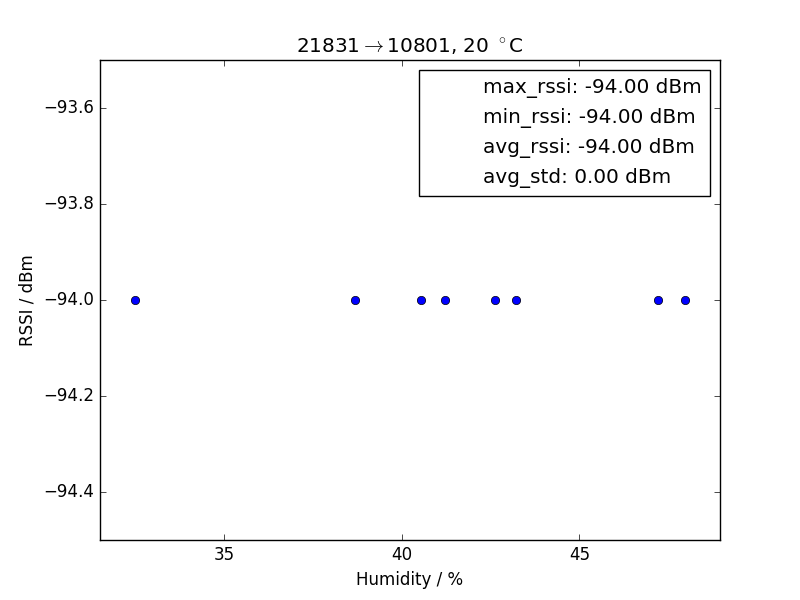 21831→10801, 20 °C
max_rssi: -94.00 dBm
min_rssi: -94.00 dBm
avg_rssi: -94.00 dBm
avg_std: 0.00 dBm
RSSI / dBm
−93.6
−93.8
−94.0
−94.2
−94.4
35 40 45
Humidity / %